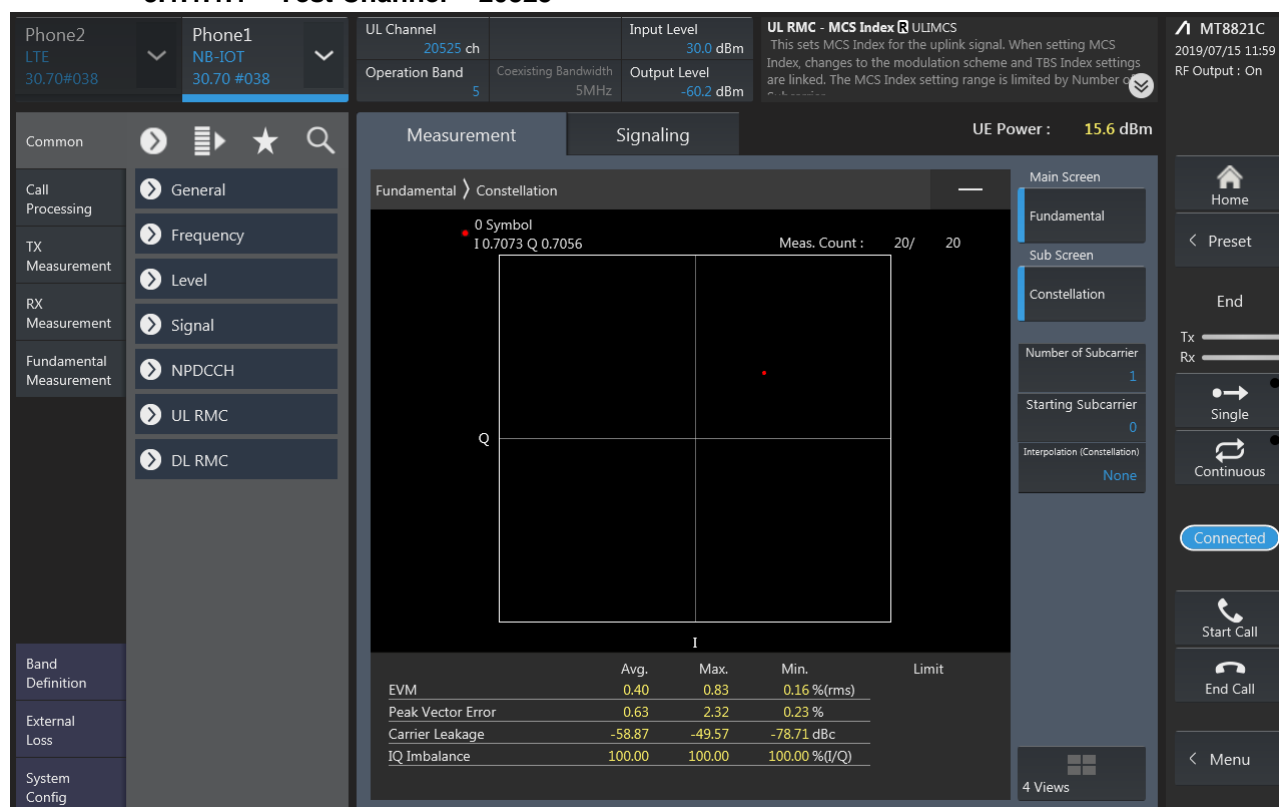 Phone2
LTE
30.70#038
Phone1
NB-IOT
30.70 #038
UL Channel
20525 ch
Operation Band
5
Coexisting Bandwidth
5MHz
Input Level
30.0 dBm
Output Level
-60.2 dBm
UL RMC - MCS Index R ULIMCS
This sets MCS Index for the uplink signal. When setting MCS
Index, changes to the modulation scheme and TBS Index settings
are linked. The MCS Index setting range is limited by Number of
MT8821C
2019/07/15 11:59
RF Output : On
Common
Call
Processing
TX
Measurement
RX
Measurement
Fundamental
Measurement
Band
Definition
External
Loss
System
Config
General
Frequency
Level
Signal
NPDCCH
UL RMC
DL RMC
Measurement
Signaling
UE Power : 15.6 dBm
Fundamental 〉 Constellation
0 Symbol
I 0.7073 Q 0.7056
Meas. Count : 20/ 20
Q
I
Avg. Max. Min. Limit
EVM 0.40 0.83 0.16 %(rms)
Peak Vector Error 0.63 2.32 0.23 %
Carrier Leakage -58.87 -49.57 -78.71 dBc
IQ Imbalance 100.00 100.00 100.00 %(I/Q)
Main Screen
Fundamental
Sub Screen
Constellation
Number of Subcarrier
1
Starting Subcarrier
0
Interpolation (Constellation)
None
4 Views
Home
< Preset
End
Tx
Rx
Single
Continuous
Connected
Start Call
End Call
< Menu